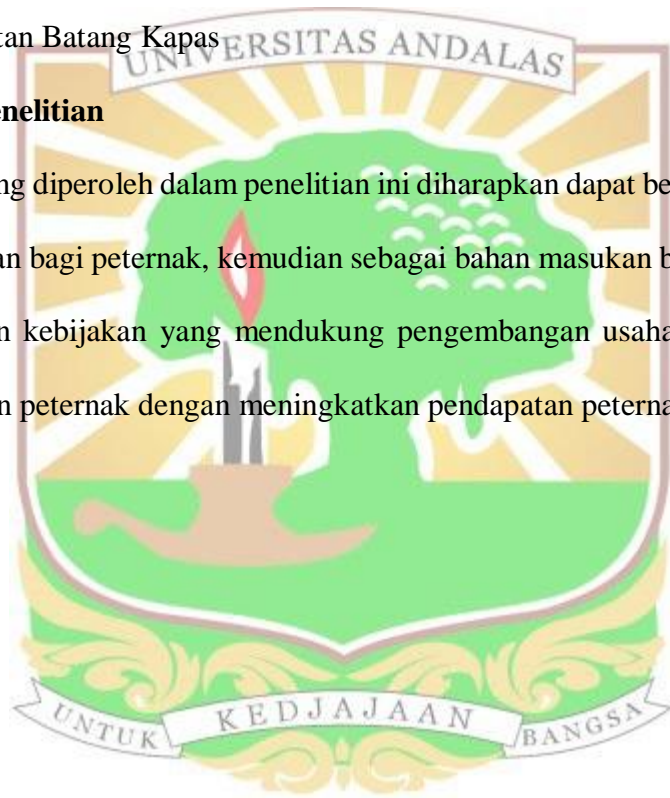 tan Batang Kapas
UNIVERSITAS ANDALAS
enelitian
ng diperoleh dalam penelitian ini diharapkan dapat be
an bagi peternak, kemudian sebagai bahan masukan b
n kebijakan yang mendukung pengembangan usaha
n peternak dengan meningkatkan pendapatan peterna
UNTUK KEDJAJAAN BANGSA